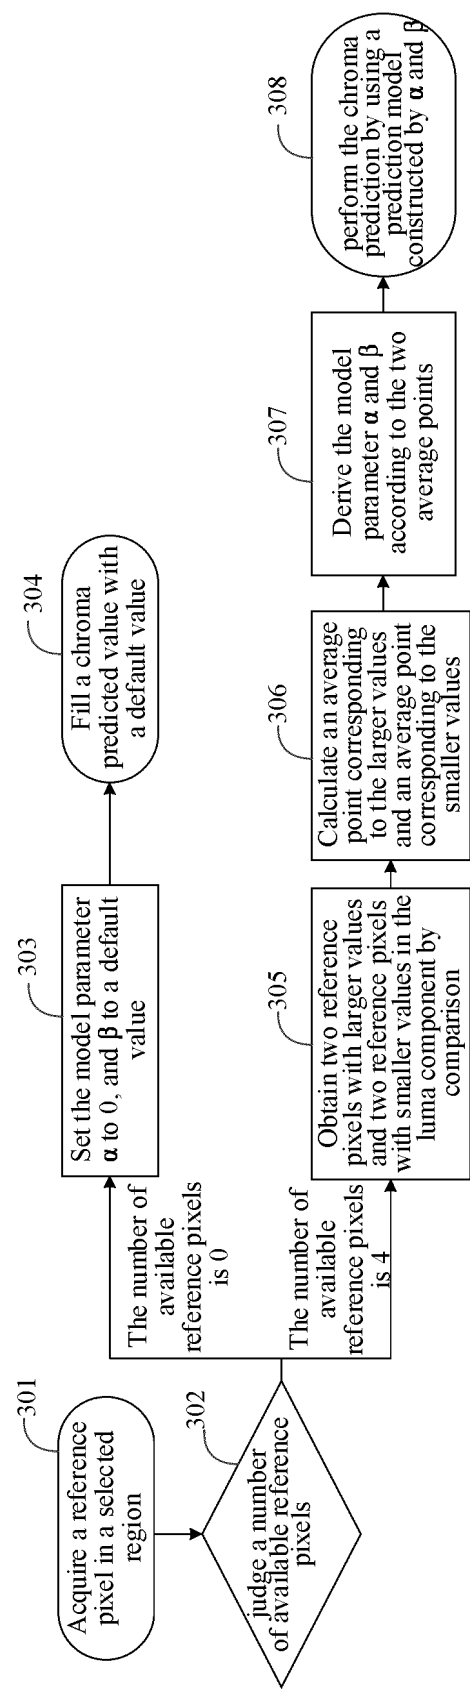 301
Acquire a reference
pixel in a selected
region
302
judge a number
of available reference
pixels
The number of
available
reference pixels
is 0
303
Set the model parameter
α to 0, and β to a default
value
304
Fill a chroma
predicted value with
a default value
The number of
available
reference pixels
is 4
305
Obtain two reference
pixels with larger values
and two reference pixels
with smaller values in the
luma component by
comparison
306
Calculate an average
point corresponding
to the larger values
and an average point
corresponding to the
smaller values
307
Derive the model
parameter α and β
according to the two
average points
308
perform the chroma
prediction by using a
prediction model
constructed by α and β